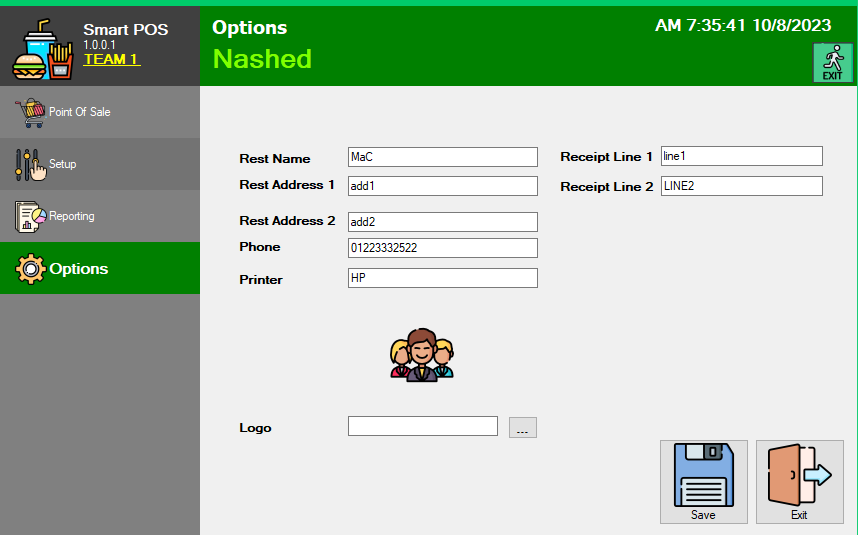 Smart POS
1.0.0.1
TEAM 1
Options
Nashed
AM 7:35:41 10/8/2023
EXIT
Point Of Sale
Setup
Reporting
Options
Rest Name MaC
Rest Address 1 add1
Rest Address 2 add2
Phone 01223332522
Printer HP
Receipt Line 1 line1
Receipt Line 2 LINE2
Logo ...
Save
Exit